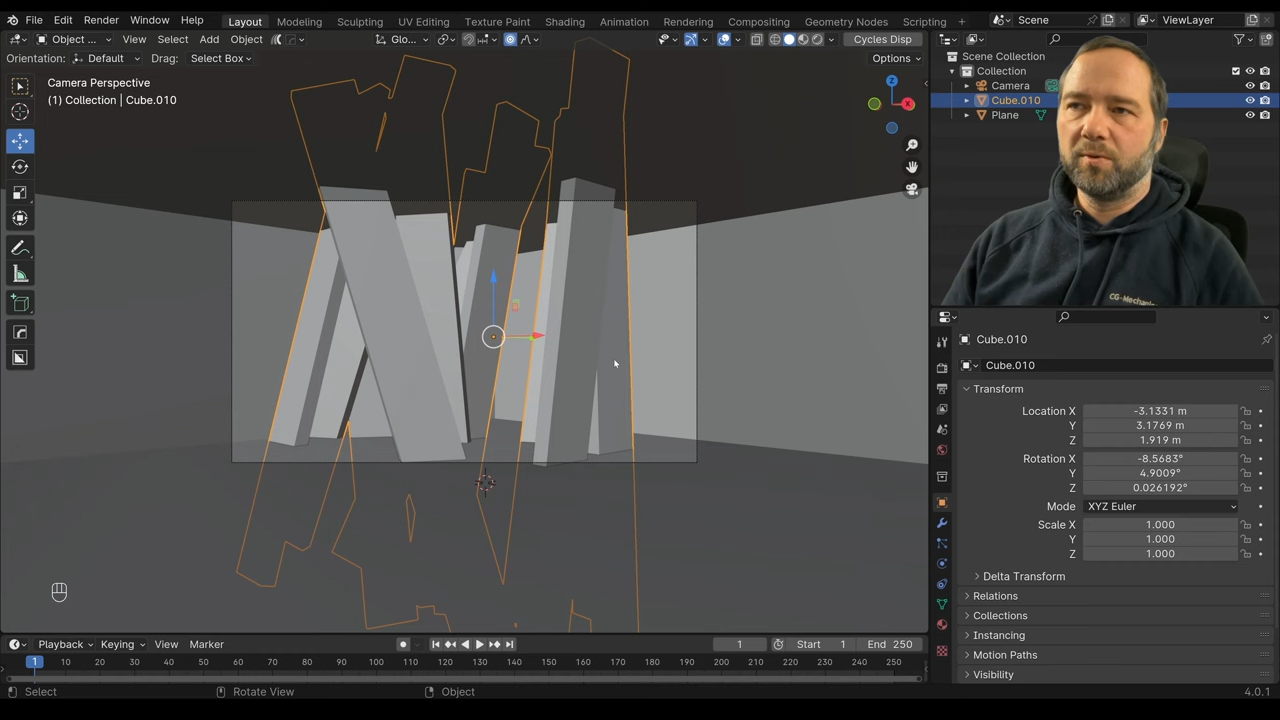 File Edit Render Window Help Layout Modeling Sculpting UV Editing Texture Paint Shading Animation Rendering Compositing Geometry Nodes Scripting + Scene ViewLayer
Object ... View Select Add Object Glo... Cycles Disp
Orientation: Default Drag: Select Box Options
Camera Perspective
(1) Collection | Cube.010
Z
X
Scene Collection
Collection
Camera
Cube.010
Plane
CG-Mechani
Cube.010
Cube.010
Transform
Location X -3.1331 m
Y 3.1769 m
Z 1.919 m
Rotation X -8.5683°
Y 4.9009°
Z 0.026192°
Mode XYZ Euler
Scale X 1.000
Y 1.000
Z 1.000
Delta Transform
Relations
Collections
Instancing
Motion Paths
Visibility
Playback Keying View Marker 1 Start 1 End 250
1 10 20 30 40 50 60 70 80 90 100 110 120 130 140 150 160 170 180 190 200 210 220 230 240 250
Select Rotate View Object 4.0.1